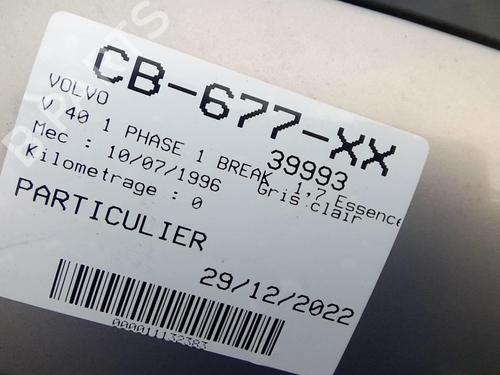 CB-677-XX
VOLVO
39993
V 40 1 PHASE 1 BREAK 1,7 Essence
Mec : 10/07/1996 Gris clair
Kilometrage : 0
PARTICULIER
29/12/2022
000011132383